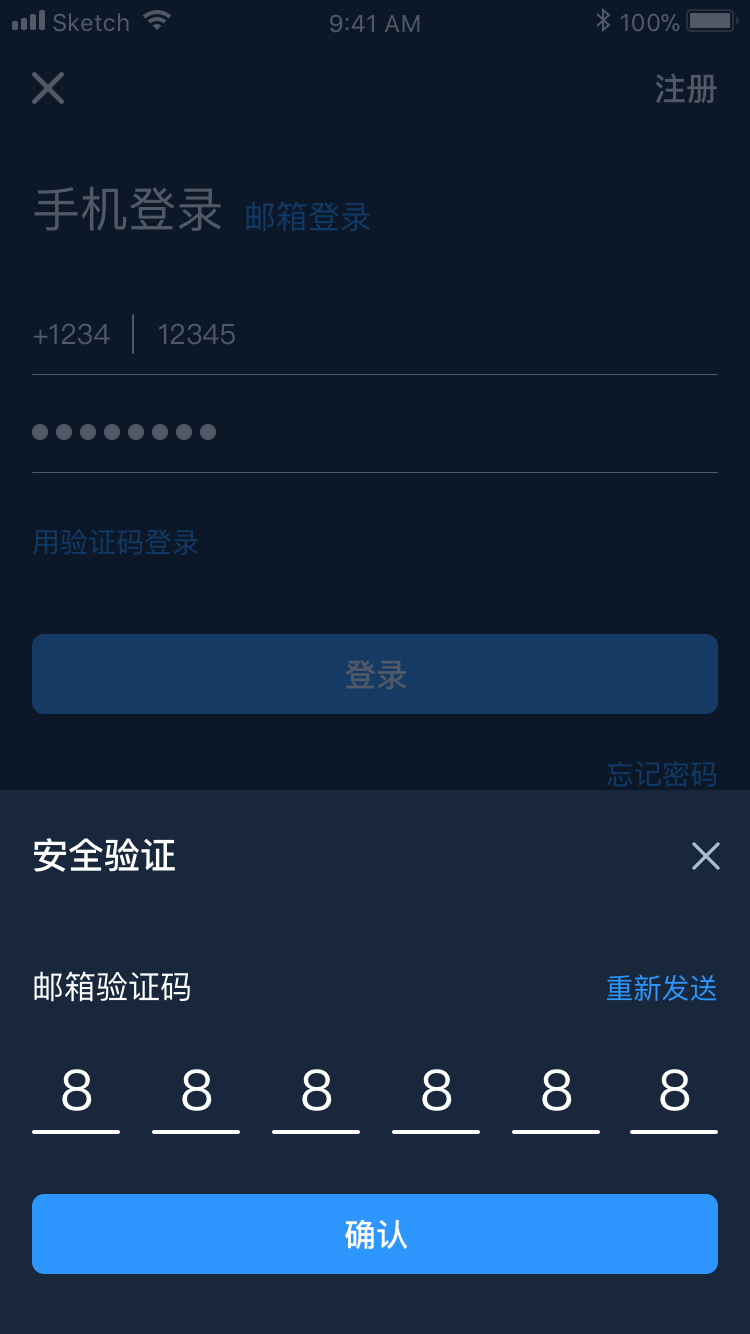 Sketch 9:41 AM 100%
注册
手机登录 邮箱登录
+1234 12345
用验证码登录
登录
忘记密码
安全验证
邮箱验证码 重新发送
8 8 8 8 8 8
确认